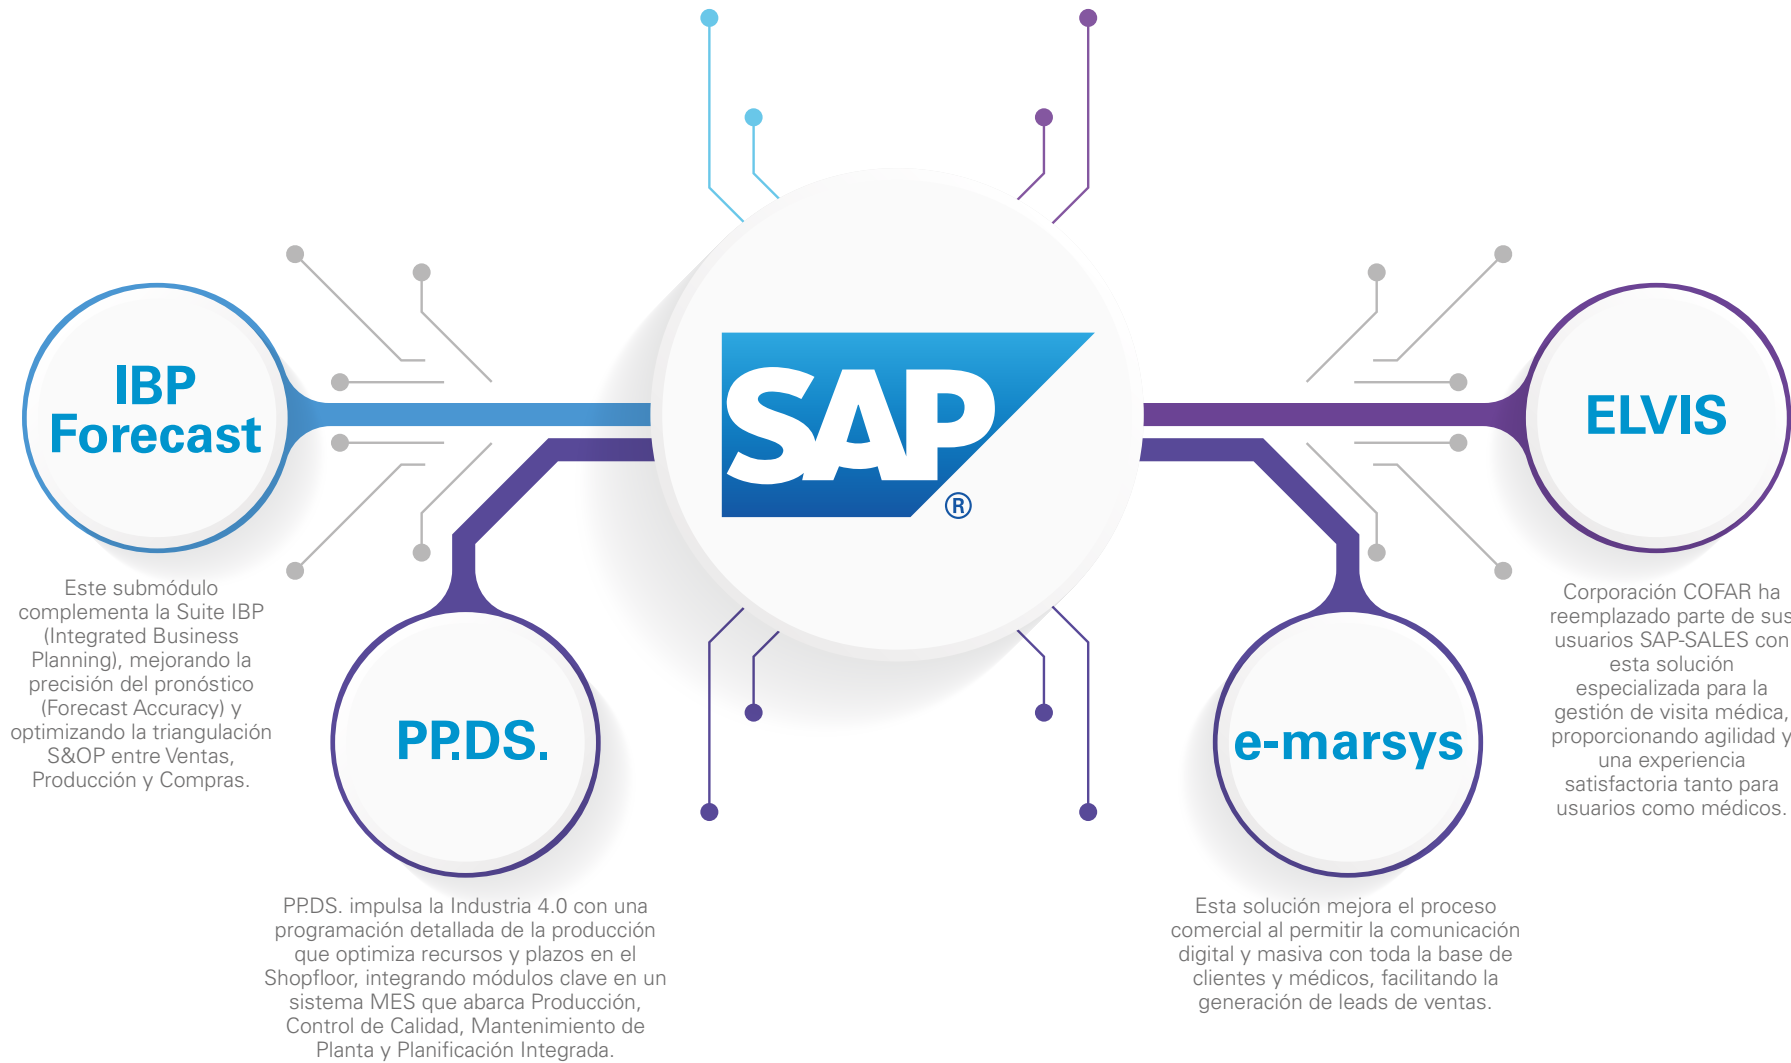 SAP
®
IBP
Forecast
Este submódulo
complementa la Suite IBP
(Integrated Business
Planning), mejorando la
precisión del pronóstico
(Forecast Accuracy) y
optimizando la triangulación
S&OP entre Ventas,
Producción y Compras.
PP.DS.
PP.DS. impulsa la Industria 4.0 con una
programación detallada de la producción
que optimiza recursos y plazos en el
Shopfloor, integrando módulos clave en un
sistema MES que abarca Producción,
Control de Calidad, Mantenimiento de
Planta y Planificación Integrada.
e-marsys
Esta solución mejora el proceso
comercial al permitir la comunicación
digital y masiva con toda la base de
clientes y médicos, facilitando la
generación de leads de ventas.
ELVIS
Corporación COFAR ha
reemplazado parte de sus
usuarios SAP-SALES con
esta solución
especializada para la
gestión de visita médica,
proporcionando agilidad y
una experiencia
satisfactoria tanto para
usuarios como médicos.